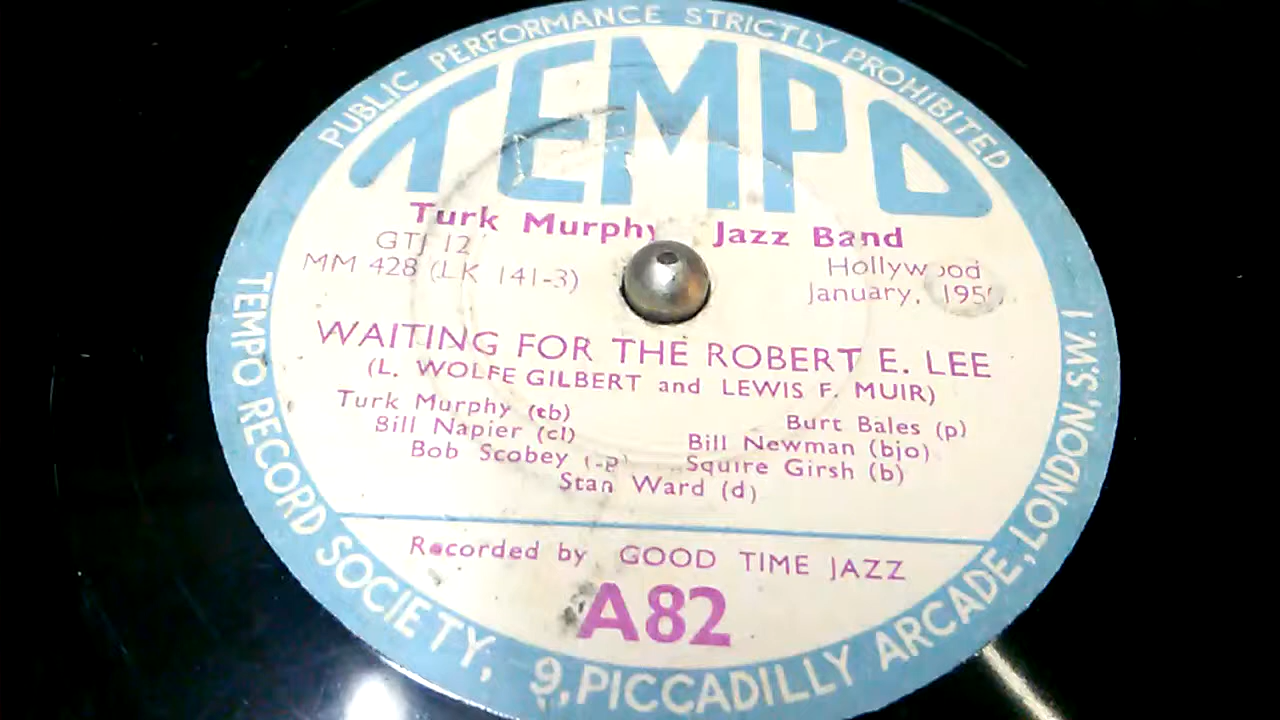 PUBLIC PERFORMANCE STRICTLY PROHIBITED
TEMPO
Turk Murphy Jazz Band
GTJ 12
MM 428 (LK 141-3)
Hollywood
January,
WAITING FOR THE ROBERT E. LEE
(L. WOLFE GILBERT and LEWIS F. MUIR)
Turk Murphy (tb)
Burt Bales (p)
Bill Napier (cl)
Bill Newman (bjo)
Bob Scobey
Squire Girsh (b)
Stan Ward (d)
Recorded by GOOD TIME JAZZ
A82
TEMPO RECORD SOCIETY, 9, PICCADILLY ARCADE, LONDON, S.W.1